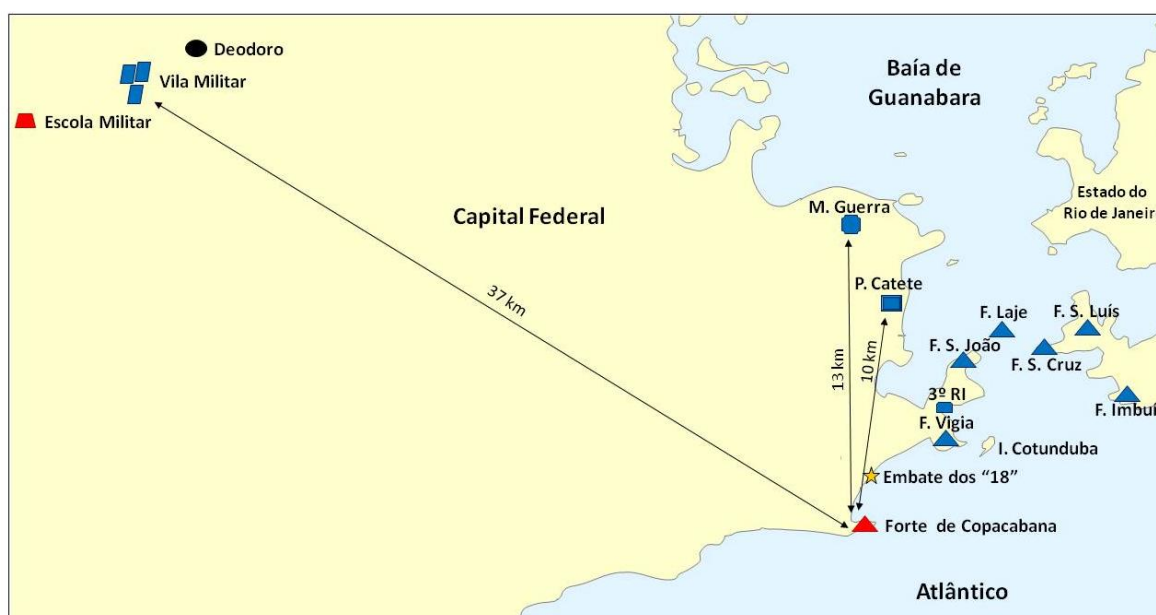 Deodoro
Vila Militar
Escola Militar
Baía de
Guanabara
Capital Federal
Estado do
Rio de Janeir
M. Guerra
P. Catete
37 km
13 km
10 km
F. Laje
F. S. Luís
F. S. João
F. S. Cruz
3º RI
F. Imbuí
F. Vigia
I. Cotunduba
Embate dos “18”
Forte de Copacabana
Atlântico